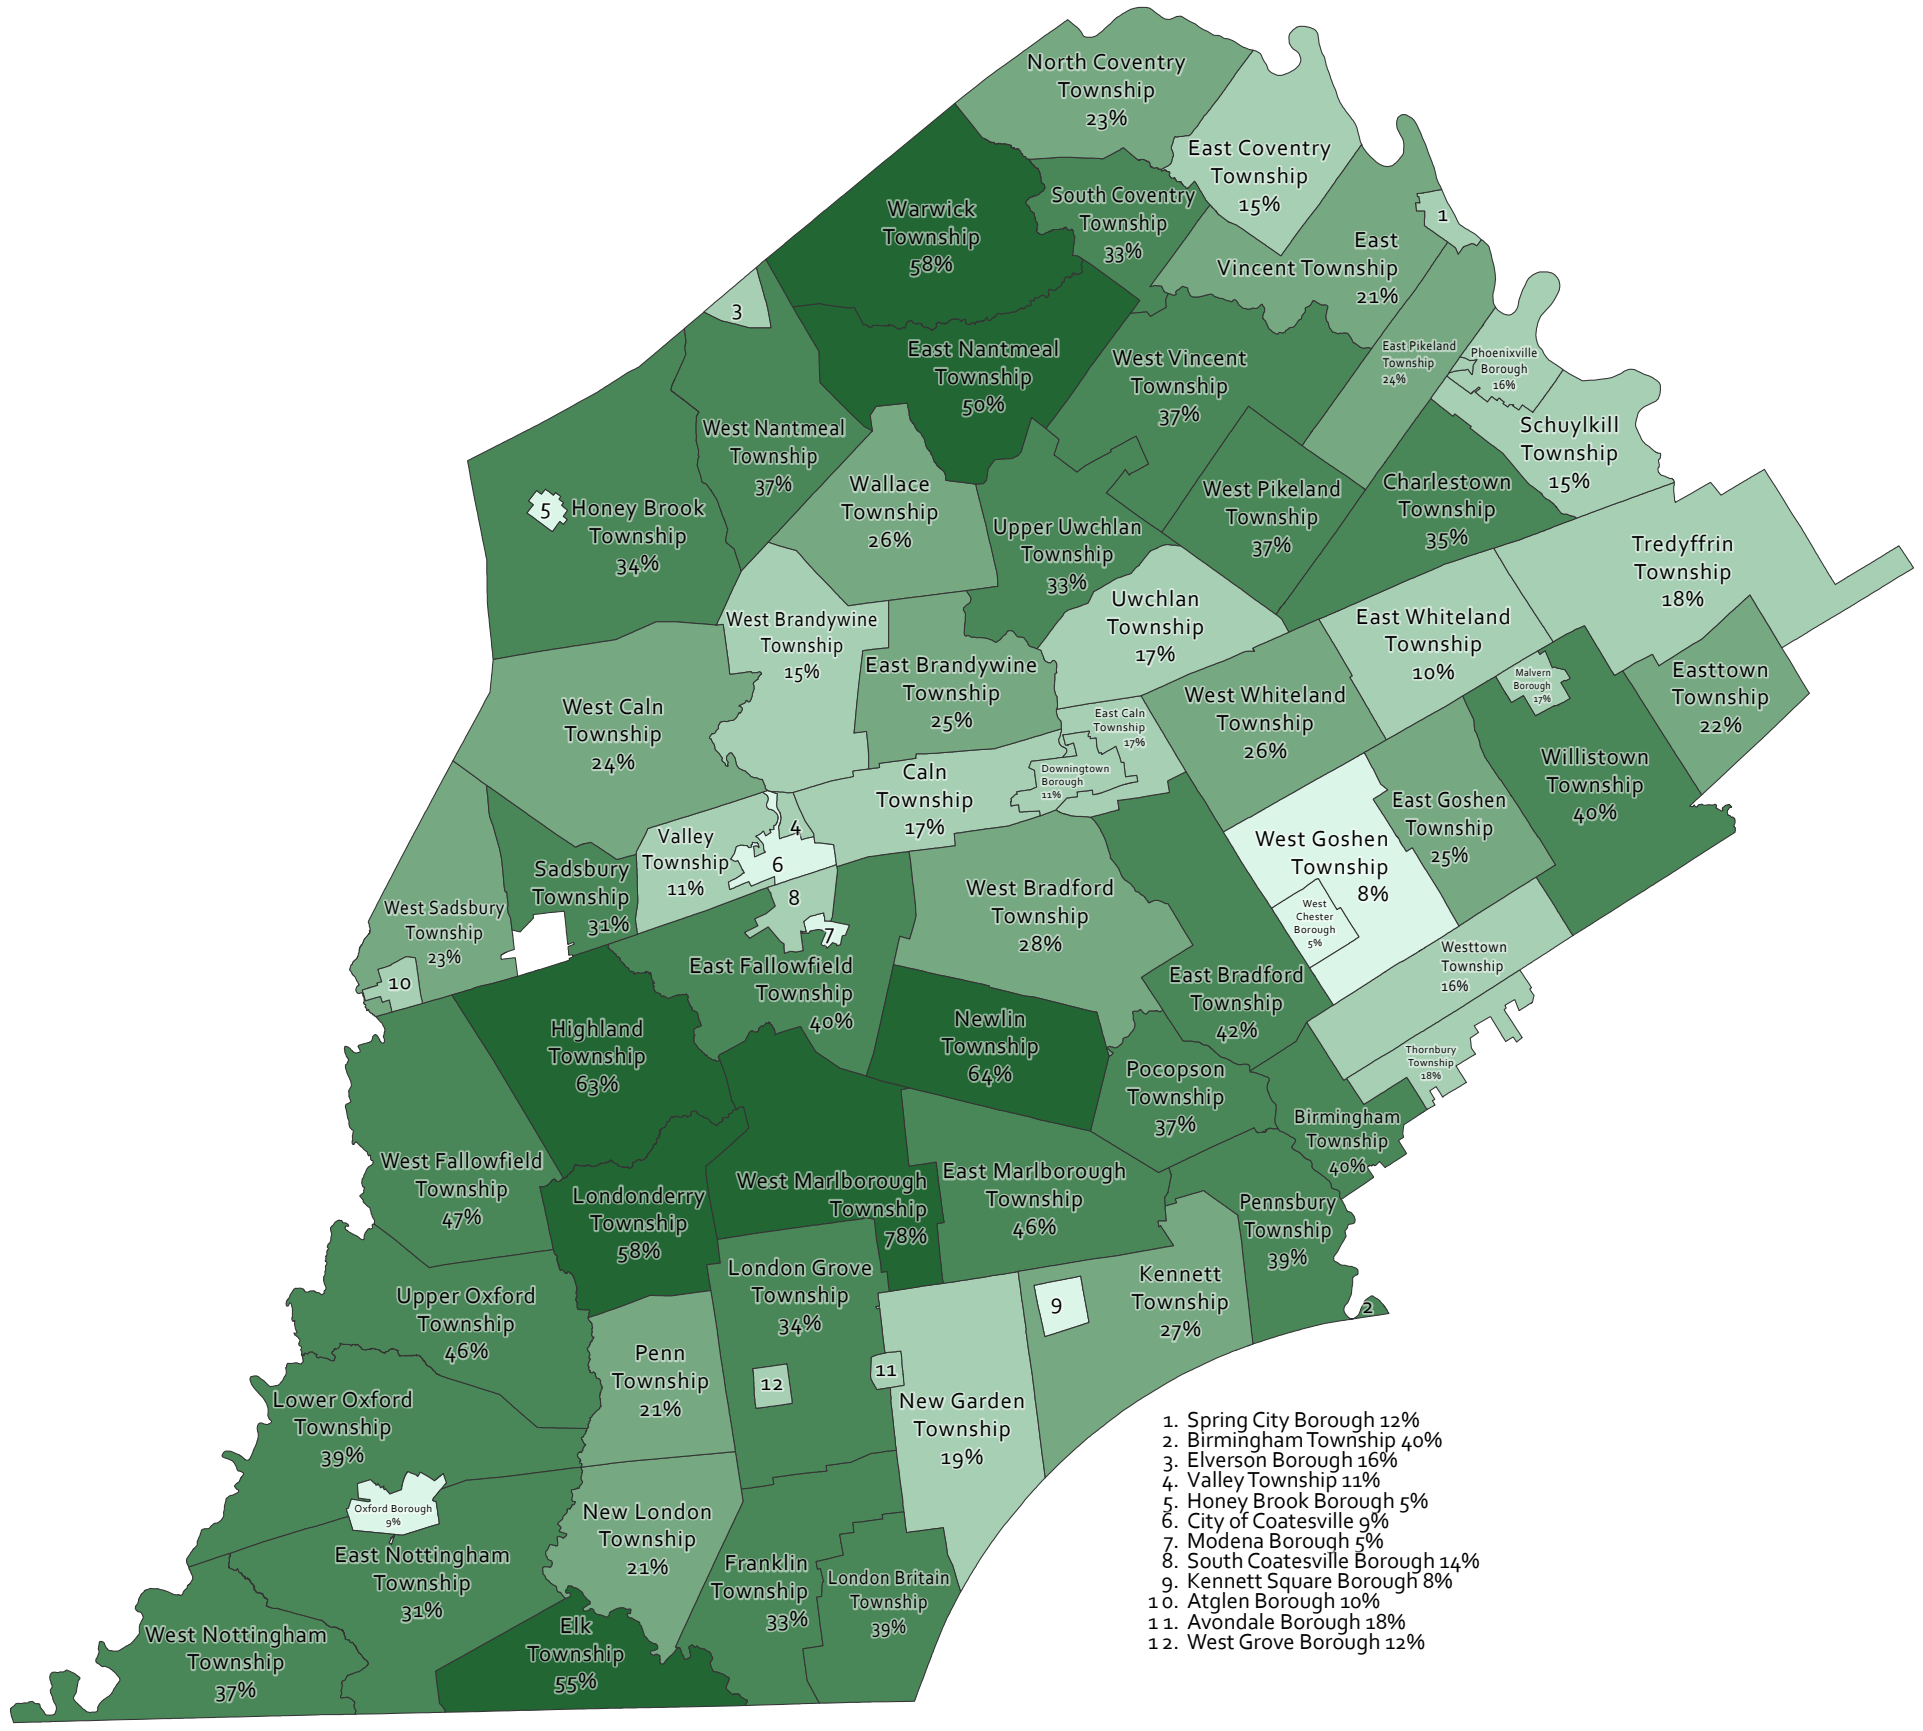 North Coventry
Township
23%
East Coventry
Township
15%
Warwick
Township
58%
South Coventry
Township
33%
1
East
Vincent Township
21%
3
East Nantmeal
Township
50%
West Vincent
Township
37%
East Pikeland
Township
24%
Phoenixville
Borough
16%
Schuylkill
Township
15%
West Nantmeal
Township
37%
Wallace
Township
26%
5
Honey Brook
Township
34%
Upper Uwchlan
Township
33%
West Pikeland
Township
37%
Charlestown
Township
35%
Tredyffrin
Township
18%
West Brandywine
Township
15%
Uwchlan
Township
17%
East Whiteland
Township
10%
East Brandywine
Township
25%
Malvern
Borough
17%
Easttown
Township
22%
West Caln
Township
24%
West Whiteland
Township
26%
East Caln
Township
17%
Willistown
Township
40%
Caln
Township
17%
Downingtown
Borough
11%
East Goshen
Township
25%
Valley
Township
11%
4
6
West Goshen
Township
8%
Sadsbury
Township
31%
8
West Bradford
Township
28%
West Sadsbury
Township
23%
7
West
Chester
Borough
5%
Westtown
Township
16%
10
East Fallowfield
Township
40%
East Bradford
Township
42%
Highland
Township
63%
Newlin
Township
64%
Thornbury
Township
18%
Pocopson
Township
37%
Birmingham
Township
40%
West Fallowfield
Township
47%
West Marlborough
Township
78%
East Marlborough
Township
46%
Londonderry
Township
58%
Pennsbury
Township
39%
London Grove
Township
34%
Kennett
Township
27%
9
2
Upper Oxford
Township
46%
Penn
Township
21%
12
11
Lower Oxford
Township
39%
New Garden
Township
19%
Oxford Borough
9%
New London
Township
21%
East Nottingham
Township
31%
Franklin
Township
33%
London Britain
Township
39%
West Nottingham
Township
37%
Elk
Township
55%
1. Spring City Borough 12%
2. Birmingham Township 40%
3. Elverson Borough 16%
4. Valley Township 11%
5. Honey Brook Borough 5%
6. City of Coatesville 9%
7. Modena Borough 5%
8. South Coatesville Borough 14%
9. Kennett Square Borough 8%
10. Atglen Borough 10%
11. Avondale Borough 18%
12. West Grove Borough 12%